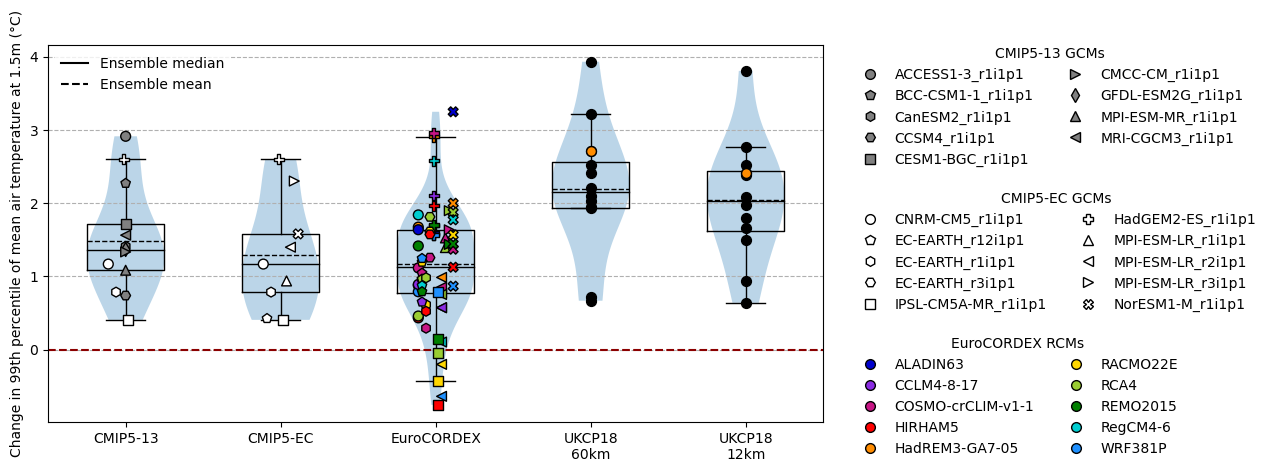 Change in 99th percentile of mean air temperature at 1.5m (°C)
4
3
2
1
0
Ensemble median
Ensemble mean
CMIP5-13
CMIP5-EC
EuroCORDEX
UKCP18
60km
UKCP18
12km
CMIP5-13 GCMs
ACCESS1-3_r1i1p1
BCC-CSM1-1_r1i1p1
CanESM2_r1i1p1
CCSM4_r1i1p1
CESM1-BGC_r1i1p1
CMCC-CM_r1i1p1
GFDL-ESM2G_r1i1p1
MPI-ESM-MR_r1i1p1
MRI-CGCM3_r1i1p1
CMIP5-EC GCMs
CNRM-CM5_r1i1p1
EC-EARTH_r12i1p1
EC-EARTH_r1i1p1
EC-EARTH_r3i1p1
IPSL-CM5A-MR_r1i1p1
HadGEM2-ES_r1i1p1
MPI-ESM-LR_r1i1p1
MPI-ESM-LR_r2i1p1
MPI-ESM-LR_r3i1p1
NorESM1-M_r1i1p1
EuroCORDEX RCMs
ALADIN63
CCLM4-8-17
COSMO-crCLIM-v1-1
HIRHAM5
HadREM3-GA7-05
RACMO22E
RCA4
REMO2015
RegCM4-6
WRF381P